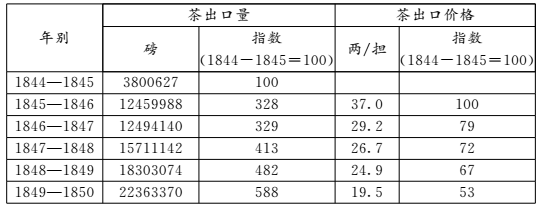 年别 茶出口量 茶出口价格
磅 指数 两/担 指数
(1844－1845＝100) (1844－1845＝100)
1844—1845 3800627 100
1845—1846 12459988 328 37.0 100
1846—1847 12494140 329 29.2 79
1847—1848 15711142 413 26.7 72
1848—1849 18303074 482 24.9 67
1849—1850 22363370 588 19.5 53